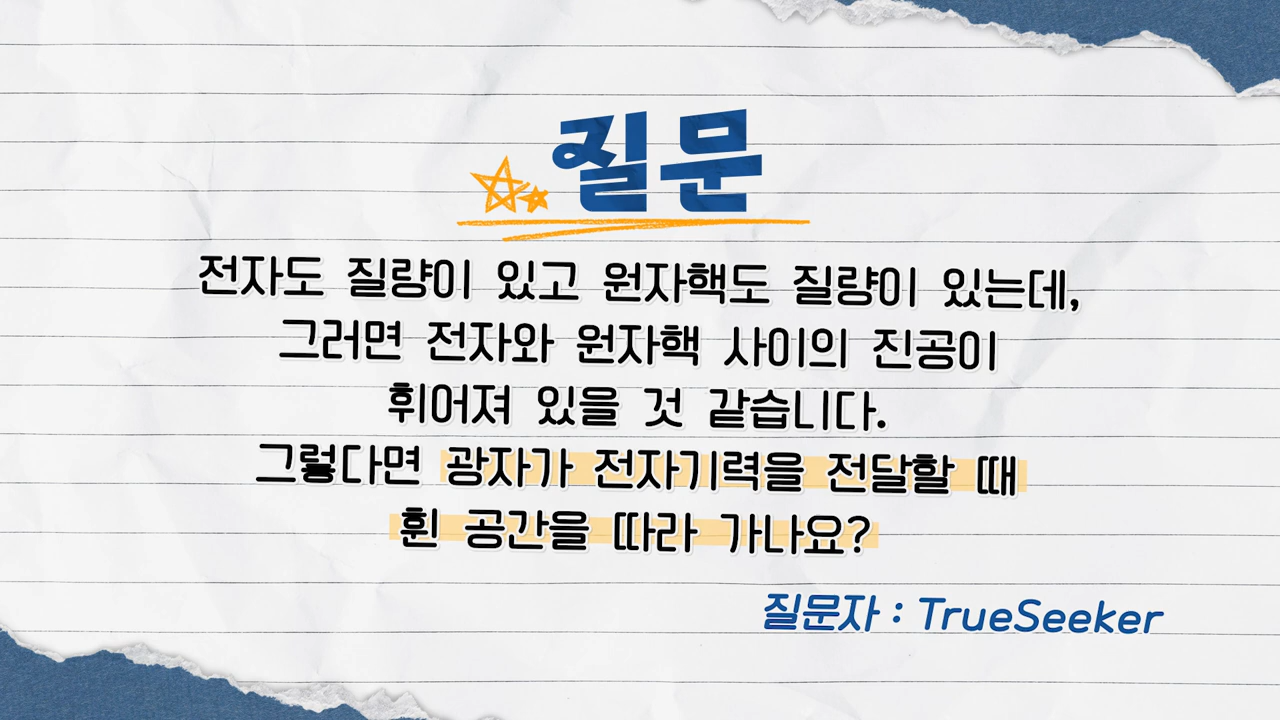 질문
전자도 질량이 있고 원자핵도 질량이 있는데,
그러면 전자와 원자핵 사이의 진공이
휘어져 있을 것 같습니다.
그렇다면 광자가 전자기력을 전달할 때
휜 공간을 따라 가나요?
질문자 : TrueSeeker